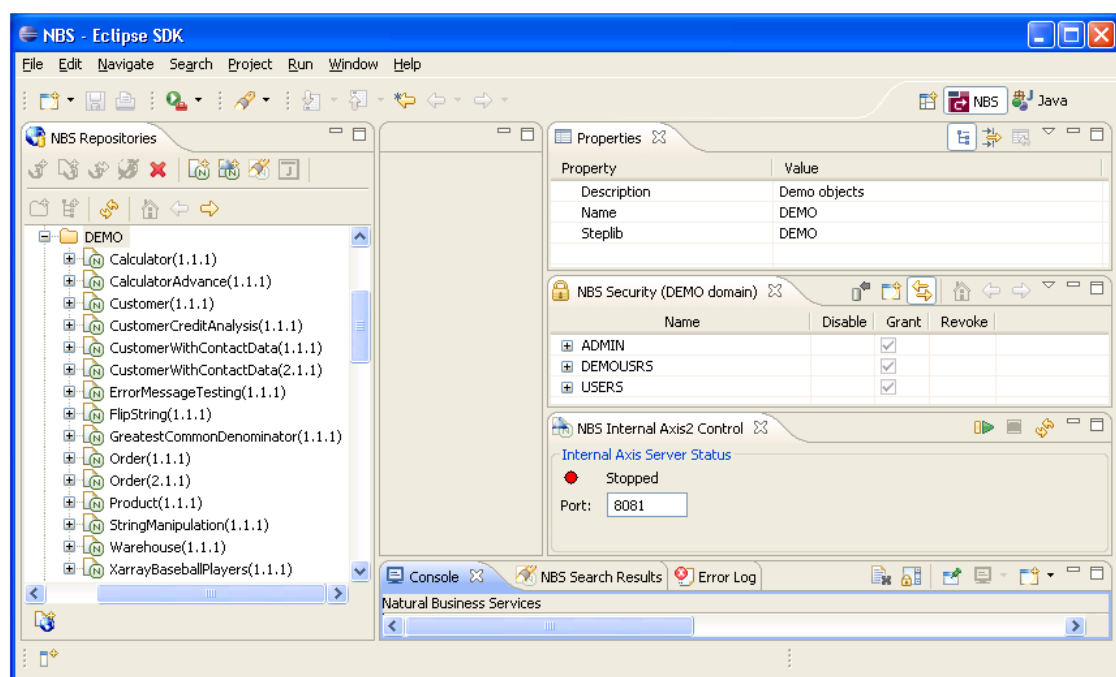 NBS - Eclipse SDK
File Edit Navigate Search Project Run Window Help
NBS Java
NBS Repositories
DEMO
Calculator(1.1.1)
CalculatorAdvance(1.1.1)
Customer(1.1.1)
CustomerCreditAnalysis(1.1.1)
CustomerWithContactData(1.1.1)
CustomerWithContactData(2.1.1)
ErrorMessageTesting(1.1.1)
FlipString(1.1.1)
GreatestCommonDenominator(1.1.1)
Order(1.1.1)
Order(2.1.1)
Product(1.1.1)
StringManipulation(1.1.1)
Warehouse(1.1.1)
XarrayBaseballPlayers(1.1.1)
Properties
Property Value
Description Demo objects
Name DEMO
Steplib DEMO
NBS Security (DEMO domain)
Name Disable Grant Revoke
ADMIN
DEMOUSRS
USERS
NBS Internal Axis2 Control
Internal Axis Server Status
Stopped
Port: 8081
Console NBS Search Results Error Log
Natural Business Services